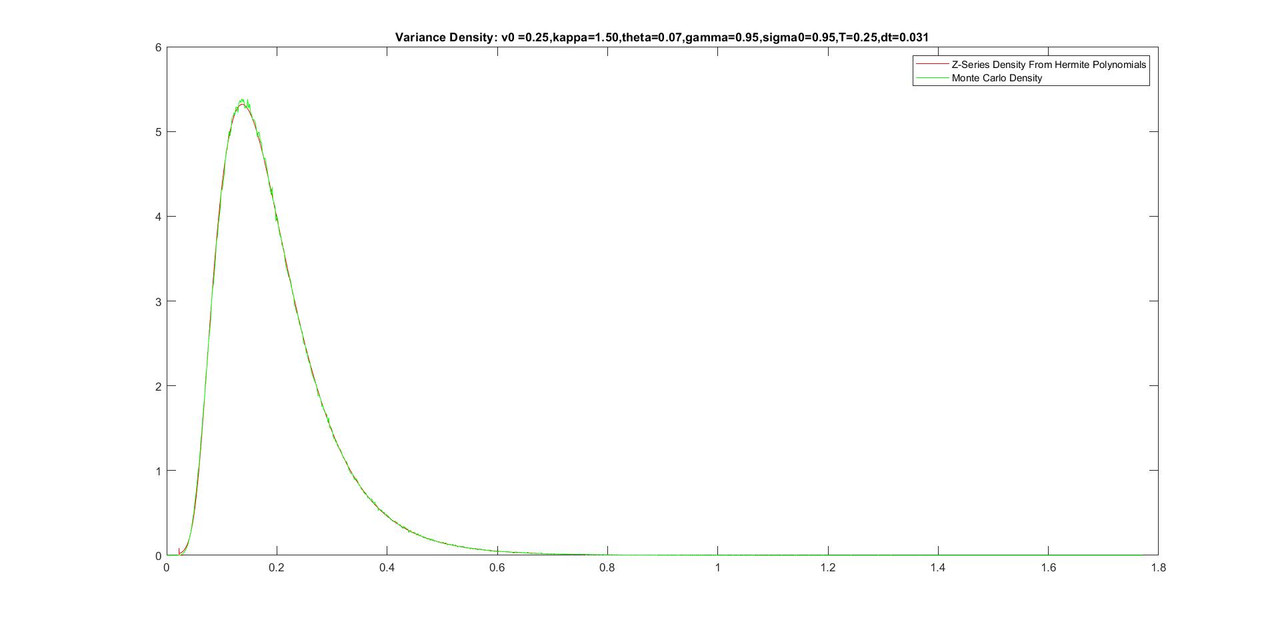 Variance Density: v0 =0.25,kappa=1.50,theta=0.07,gamma=0.95,sigma0=0.95,T=0.25,dt=0.031
Z-Series Density From Hermite Polynomials
Monte Carlo Density
6
5
4
3
2
1
0
0 0.2 0.4 0.6 0.8 1 1.2 1.4 1.6 1.8